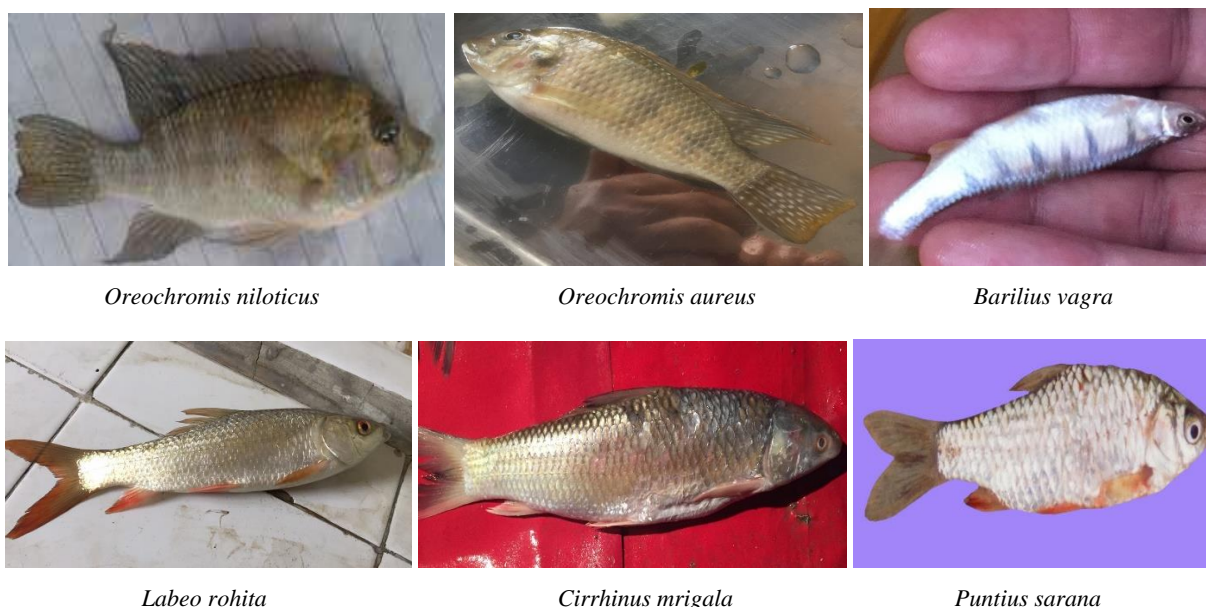 Oreochromis niloticus
Oreochromis aureus
Barilius vagra
Labeo rohita
Cirrhinus mrigala
Puntius sarana